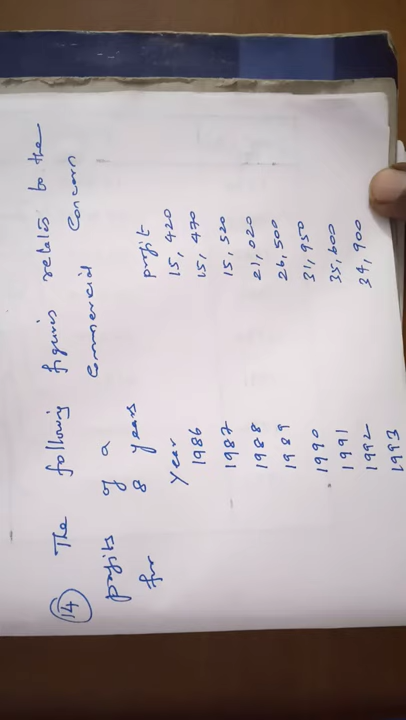 14 The following figures relates to the
profits of a Commercial Concern
for 8 years
Year profit
1986 15,420
1987 15,470
1988 15,520
1989 21,020
1990 26,500
1991 31,950
1992 35,600
1993 34,900